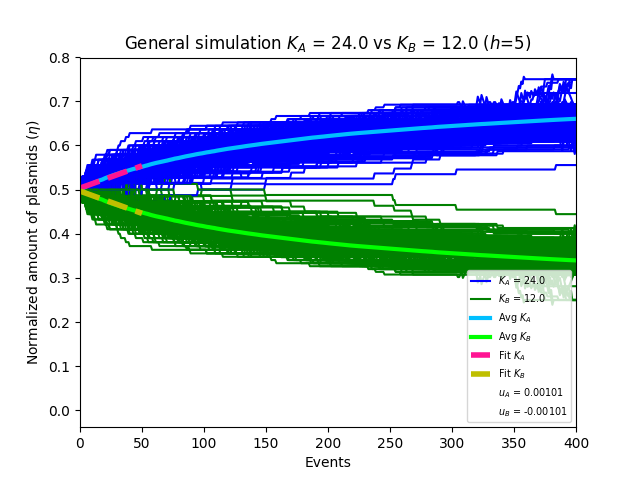 General simulation K_A = 24.0 vs K_B = 12.0 (h=5)
Normalized amount of plasmids (η)
0.8
0.7
0.6
0.5
0.4
0.3
0.2
0.1
0.0
K_A = 24.0
K_B = 12.0
Avg K_A
Avg K_B
Fit K_A
Fit K_B
u_A = 0.00101
u_B = -0.00101
0 50 100 150 200 250 300 350 400
Events